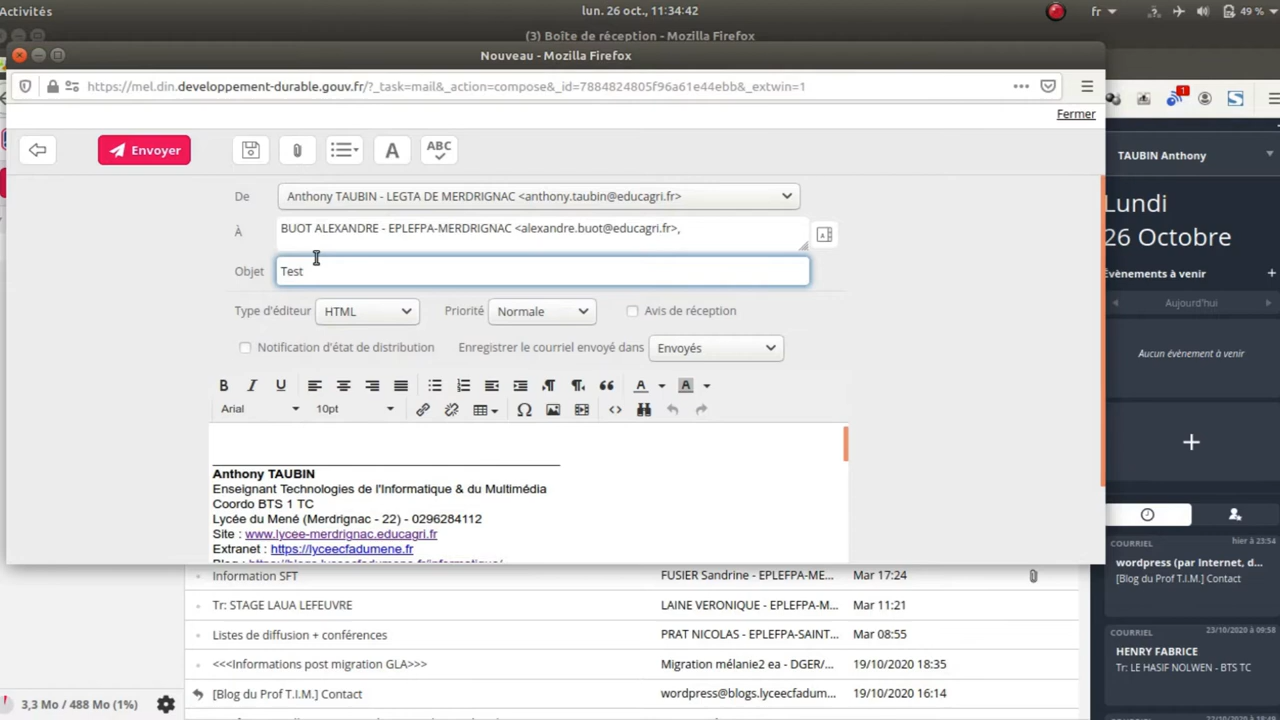 Activités
lun. 26 oct., 11:34:42
fr
49 %
(3) Boîte de réception - Mozilla Firefox
Nouveau - Mozilla Firefox
https://mel.din.developpement-durable.gouv.fr/?_task=mail&_action=compose&_id=7884824805f96a61e44ebb&_extwin=1
Fermer
Envoyer
A
ABC
De
Anthony TAUBIN - LEGTA DE MERDRIGNAC <anthony.taubin@educagri.fr>
À
BUOT ALEXANDRE - EPLEFPA-MERDRIGNAC <alexandre.buot@educagri.fr>,
Objet
Test
Type d'éditeur
HTML
Priorité
Normale
Avis de réception
Notification d'état de distribution
Enregistrer le courriel envoyé dans
Envoyés
B I U
A
A
Arial
10pt
Ω
Anthony TAUBIN
Enseignant Technologies de l'Informatique & du Multimédia
Coordo BTS 1 TC
Lycée du Mené (Merdrignac - 22) - 0296284112
Site : www.lycee-merdrignac.educagri.fr
Extranet : https://lyceecfadumene.fr
Blog : https://blogs.lyceecfadumene.fr/informatique/
Information SFT
FUSIER Sandrine - EPLEFPA-ME...
Mar 17:24
Tr: STAGE LAUA LEFEUVRE
LAINE VERONIQUE - EPLEFPA-M...
Mar 11:21
Listes de diffusion + conférences
PRAT NICOLAS - EPLEFPA-SAINT...
Mar 08:55
<<<Informations post migration GLA>>>
Migration mélanie2 ea - DGER/...
19/10/2020 18:35
[Blog du Prof T.I.M.] Contact
wordpress@blogs.lyceecfadum...
19/10/2020 16:14
3,3 Mo / 488 Mo (1%)
1
TAUBIN Anthony
Lundi
26 Octobre
Évènements à venir
Aujourd'hui
Aucun évènement à venir
COURRIEL
hier à 23:54
wordpress (par Internet, d...
[Blog du Prof T.I.M.] Contact
COURRIEL
23/10/2020 à 09:58
HENRY FABRICE
Tr: LE HASIF NOLWEN - BTS TC
COURRIEL